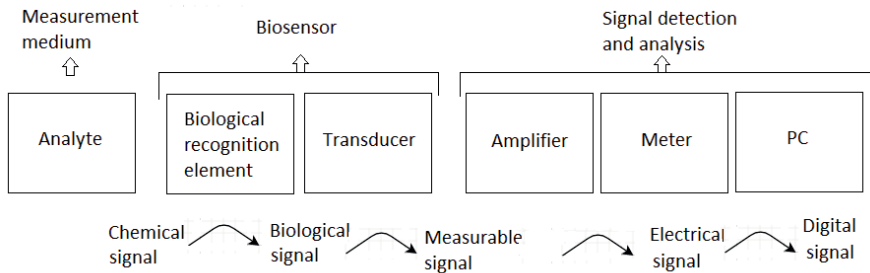 Measurement
medium
Biosensor
Signal detection
and analysis
Analyte
Biological
recognition
element
Transducer
Amplifier
Meter
PC
Chemical
signal
Biological
signal
Measurable
signal
Electrical
signal
Digital
signal